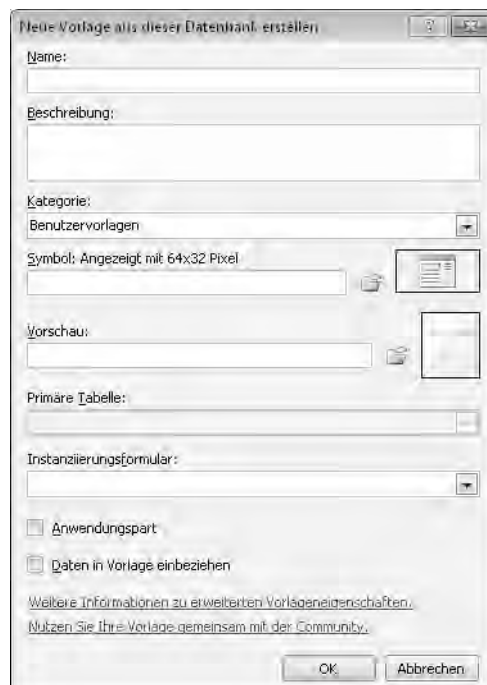 Neue Vorlage aus dieser Datenbank erstellen
Name:
Beschreibung:
Kategorie:
Benutzervorlagen
Symbol: Angezeigt mit 64x32 Pixel
Vorschau:
Primäre Tabelle:
Instanziierungsformular:
Anwendungspart
Daten in Vorlage einbeziehen
Weitere Informationen zu erweiterten Vorlageneigenschaften.
Nutzen Sie Ihre Vorlage gemeinsam mit der Community.
OK Abbrechen